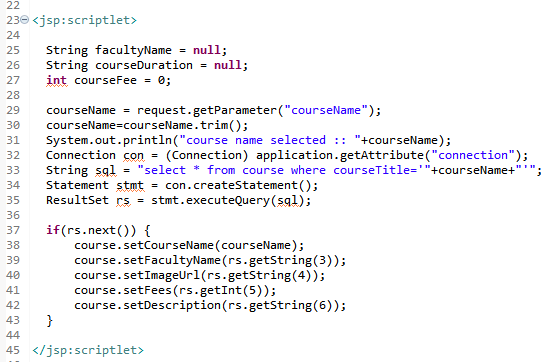 22
23 <jsp:scriptlet>
24
25 String facultyName = null;
26 String courseDuration = null;
27 int courseFee = 0;
28
29 courseName = request.getParameter("courseName");
30 courseName=courseName.trim();
31 System.out.println("course name selected :: "+courseName);
32 Connection con = (Connection) application.getAttribute("connection");
33 String sql = "select * from course where courseTitle='"+courseName+"'";
34 Statement stmt = con.createStatement();
35 ResultSet rs = stmt.executeQuery(sql);
36
37 if(rs.next()) {
38 course.setCourseName(courseName);
39 course.setFacultyName(rs.getString(3));
40 course.setImageUrl(rs.getString(4));
41 course.setFees(rs.getInt(5));
42 course.setDescription(rs.getString(6));
43 }
44
45 </jsp:scriptlet>